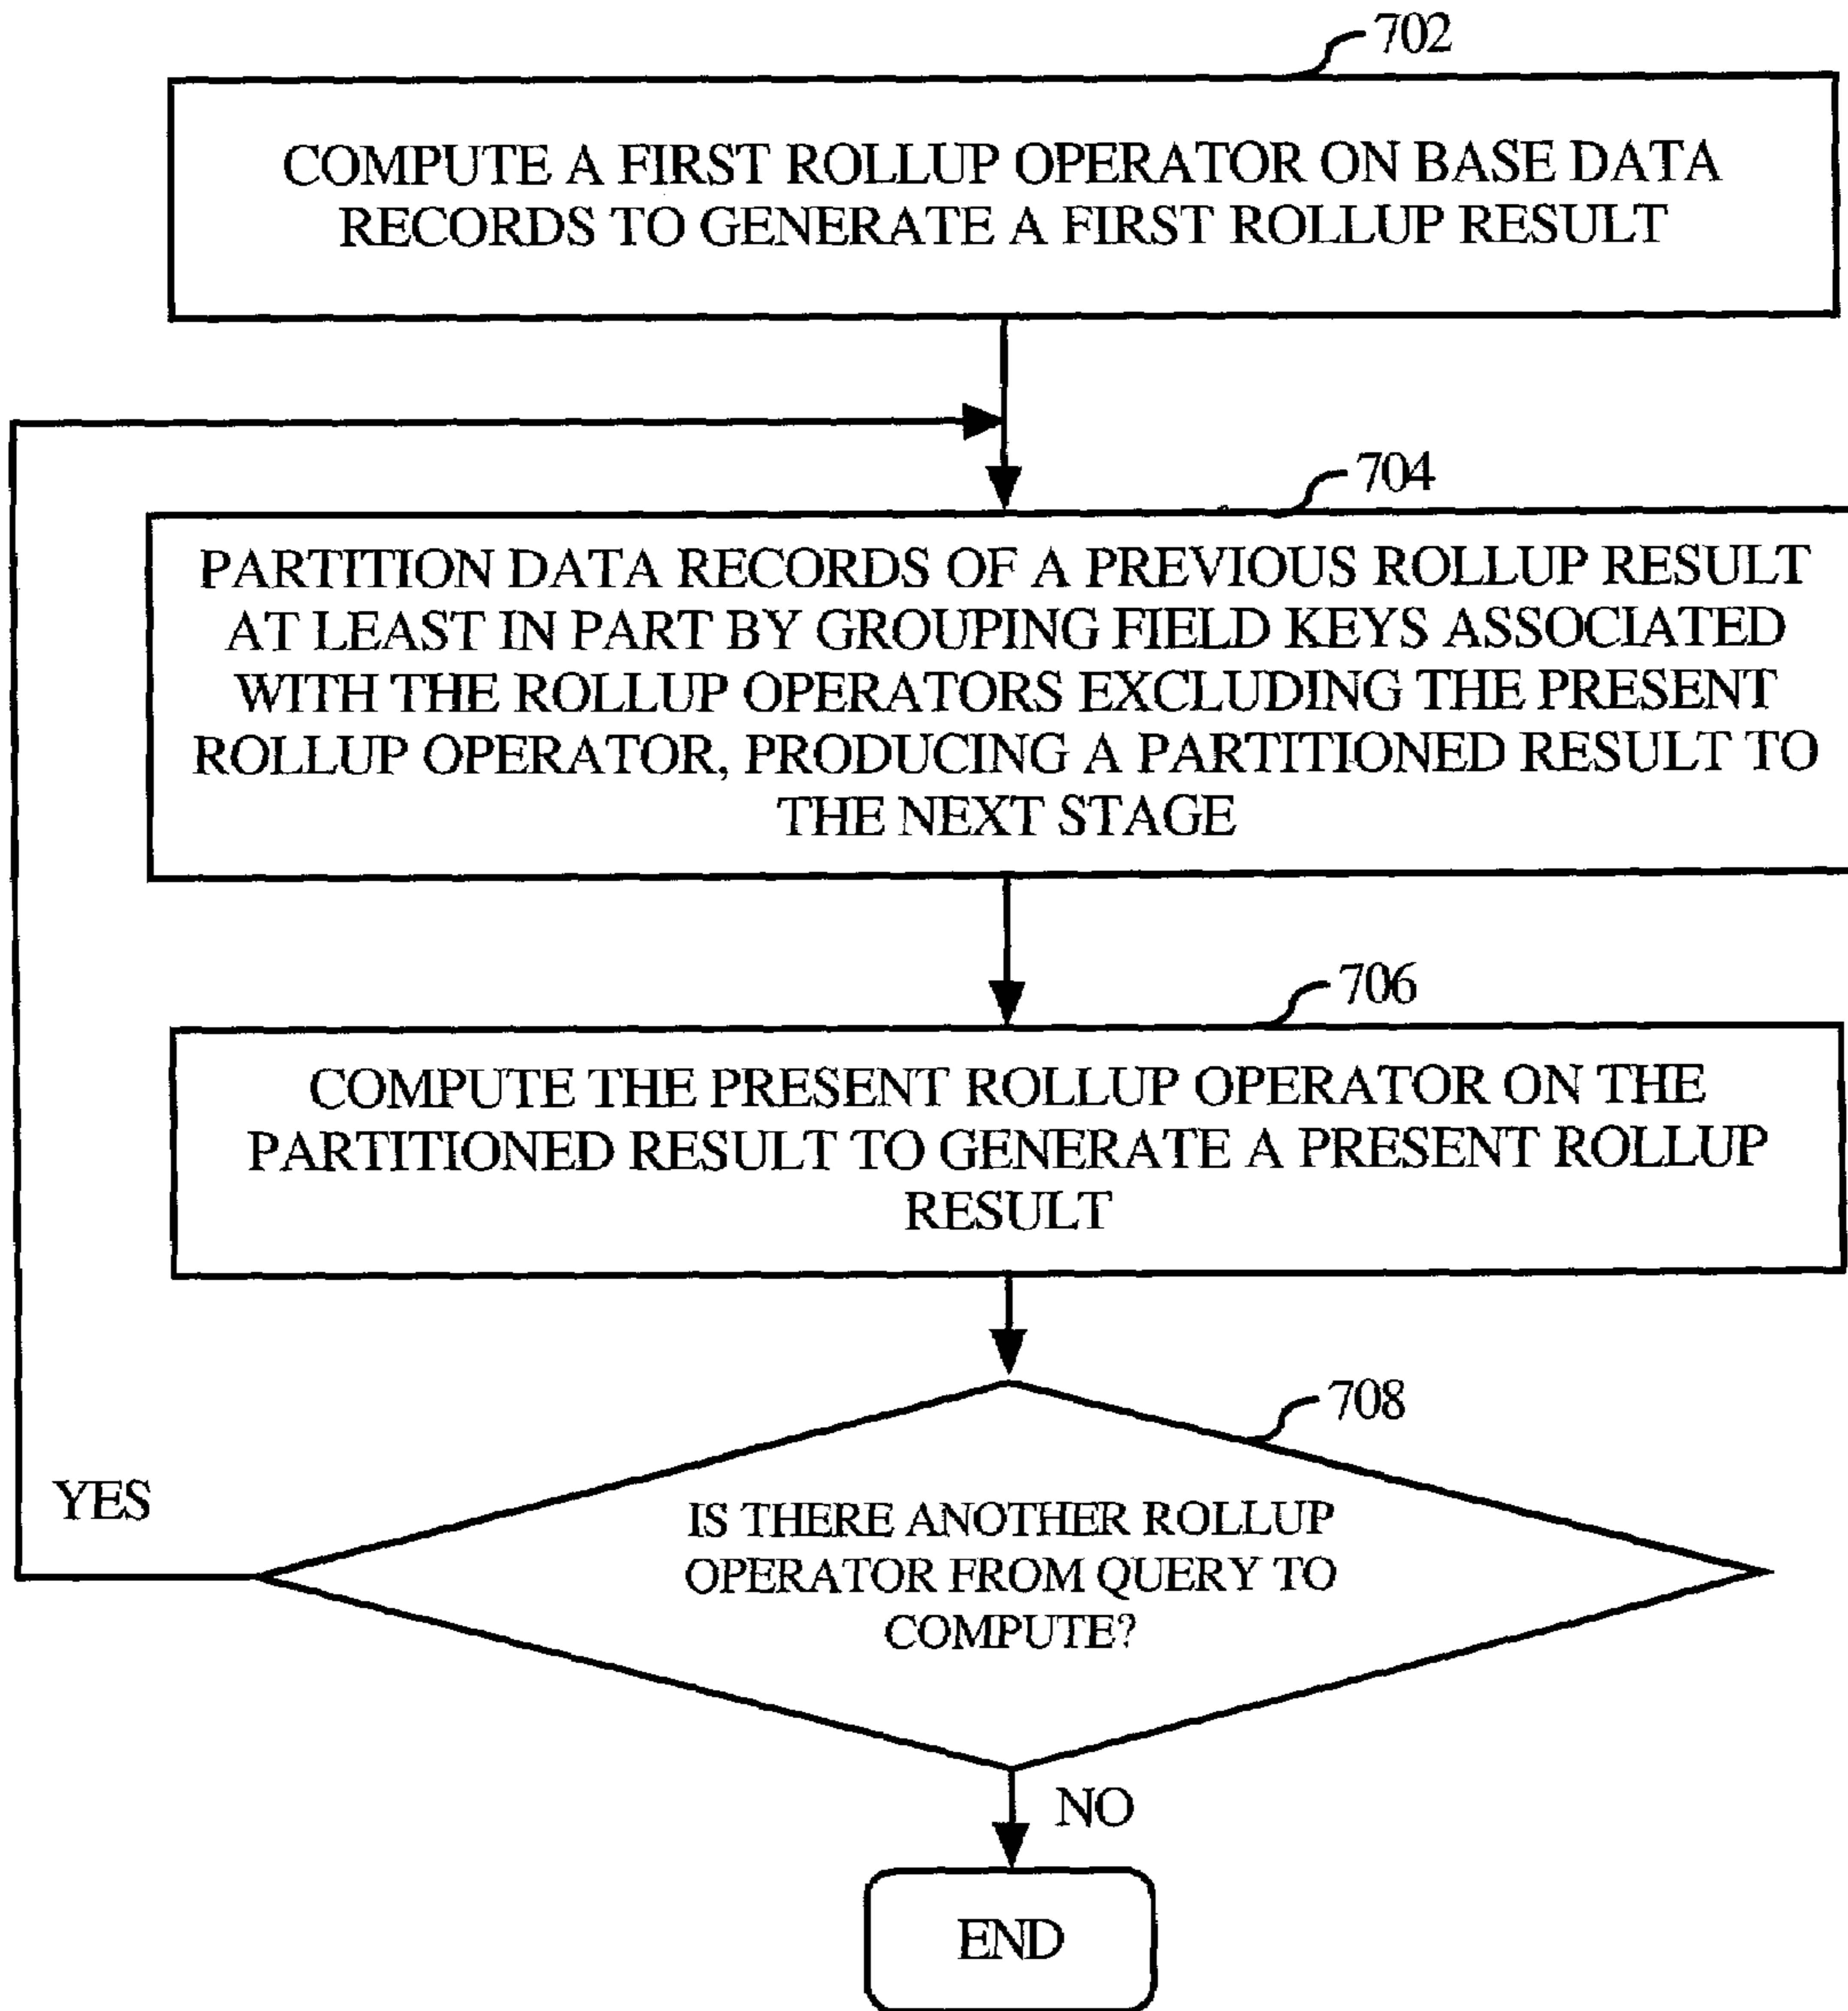 702
COMPUTE A FIRST ROLLUP OPERATOR ON BASE DATA
RECORDS TO GENERATE A FIRST ROLLUP RESULT
704
PARTITION DATA RECORDS OF A PREVIOUS ROLLUP RESULT
AT LEAST IN PART BY GROUPING FIELD KEYS ASSOCIATED
WITH THE ROLLUP OPERATORS EXCLUDING THE PRESENT
ROLLUP OPERATOR, PRODUCING A PARTITIONED RESULT TO
THE NEXT STAGE
706
COMPUTE THE PRESENT ROLLUP OPERATOR ON THE
PARTITIONED RESULT TO GENERATE A PRESENT ROLLUP
RESULT
708
YES
IS THERE ANOTHER ROLLUP
OPERATOR FROM QUERY TO
COMPUTE?
NO
END